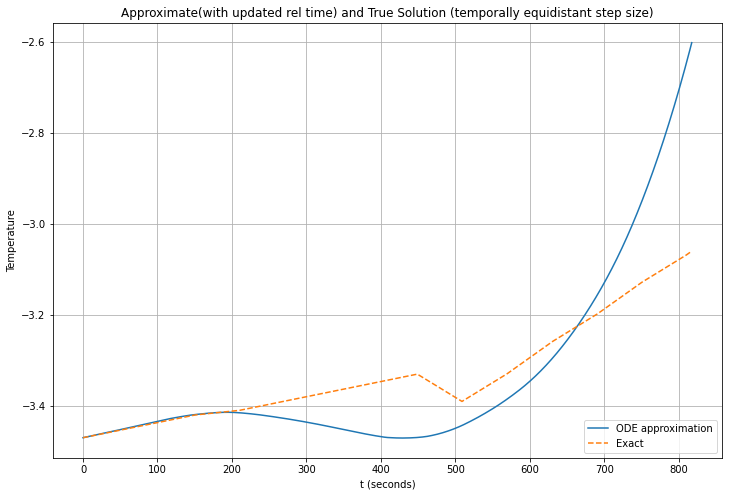 Approximate(with updated rel time) and True Solution (temporally equidistant step size)
−2.6
−2.8
−3.0
−3.2
−3.4
Temperature
0 100 200 300 400 500 600 700 800
t (seconds)
ODE approximation
Exact